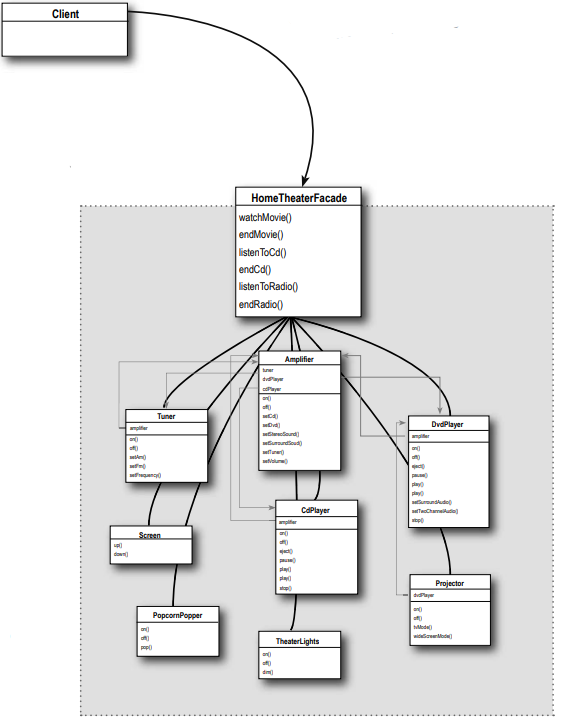 Client
HomeTheaterFacade
watchMovie()
endMovie()
listenToCd()
endCd()
listenToRadio()
endRadio()
Amplifier
tuner
dvdPlayer
cdPlayer
on()
off()
setCd()
setDvd()
setStereoSound()
setSurroundSoud()
setTuner()
setVolume()
Tuner
amplifier
on()
off()
setAm()
setFm()
setFrequency()
DvdPlayer
amplifier
on()
off()
eject()
pause()
play()
play()
setSurroundAudio()
setTwoChannelAudio()
stop()
Screen
up()
down()
CdPlayer
amplifier
on()
off()
eject()
pause()
play()
play()
stop()
Projector
dvdPlayer
on()
off()
tvMode()
wideScreenMode()
PopcornPopper
on()
off()
pop()
TheaterLights
on()
off()
dim()